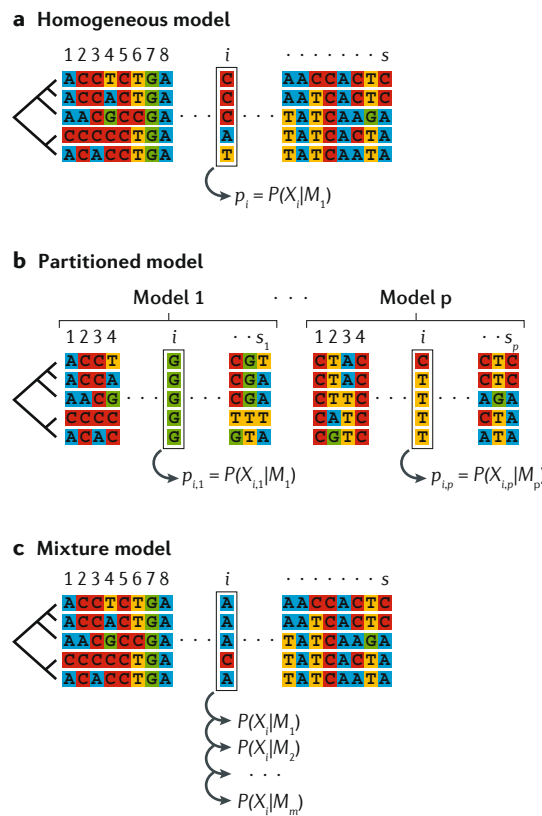 a Homogeneous model
1 2 3 4 5 6 7 8 i · · · · · · · s
ACCTCTGA C AACCACTC
ACCACTGA C AATCACTC
AACGCCGA · · · C · · · TATCAAGA
CCCCCTGA A TATCACTA
ACACCTGA T TATCAATA
p_i = P(X_i|M_1)
b Partitioned model
Model 1 · · · Model p
1 2 3 4 i · · s_1 1 2 3 4 i · · s_p
ACCT G CGT CTAC C CTC
ACCA G CGA CTAC T CTC
AACG · · · G · · · CGA CTTC · · · T · · · AGA
CCCC G TTT CATC T CTA
ACAC G GTA CGTC T ATA
p_{i,1} = P(X_{i,1}|M_1) p_{i,p} = P(X_{i,p}|M_p)
c Mixture model
1 2 3 4 5 6 7 8 i · · · · · · · s
ACCTCTGA A AACCACTC
ACCACTGA A AATCACTC
AACGCCGA · · · A · · · TATCAAGA
CCCCCTGA C TATCACTA
ACACCTGA A TATCAATA
P(X_i|M_1)
P(X_i|M_2)
· · ·
P(X_i|M_m)